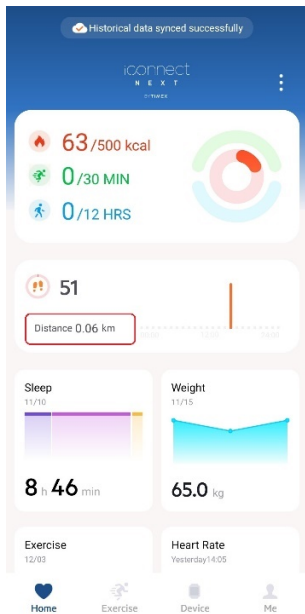 Historical data synced successfully
iconnect
NEXT
BY TIMEX
63/500 kcal
0/30 MIN
0/12 HRS
51
Distance 0.06 km
Sleep
11/10
8 h 46 min
Weight
11/15
65.0 kg
Exercise
12/03
Heart Rate
Yesterday14:05
Home
Exercise
Device
Me